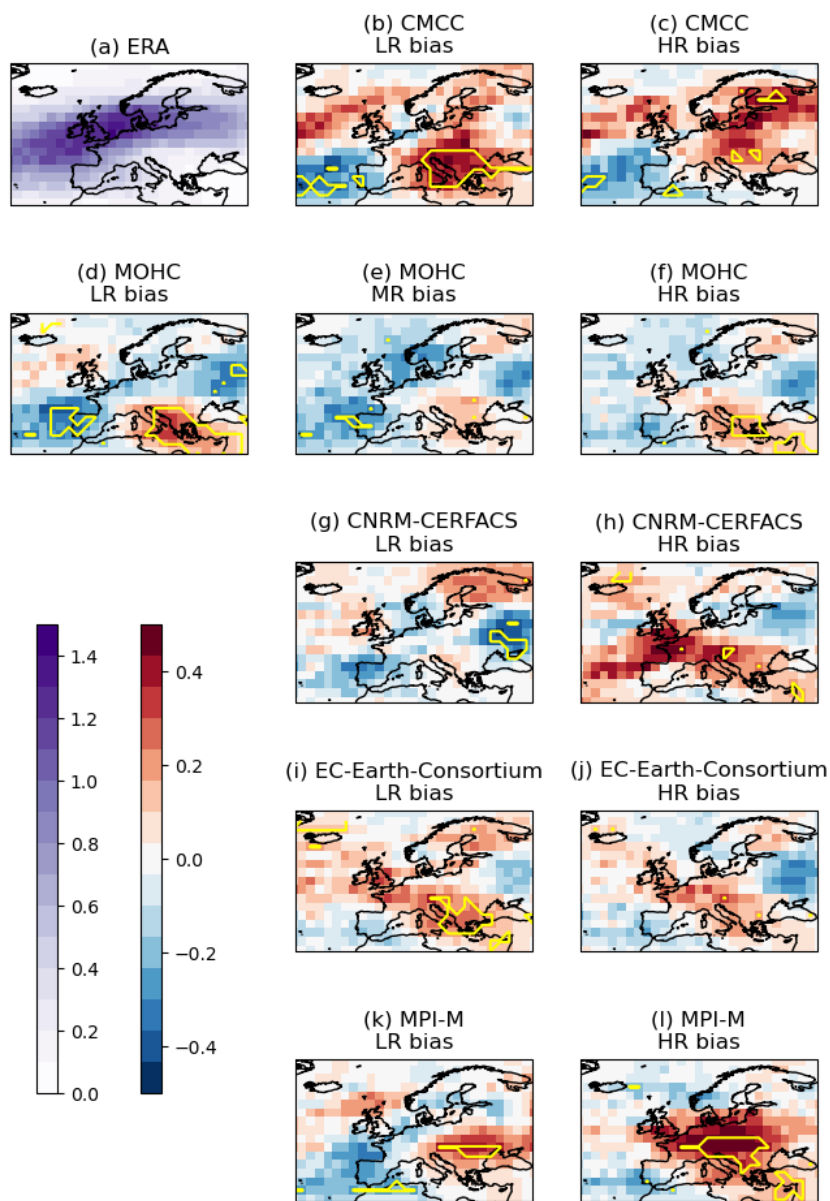 (a) ERA
(b) CMCC
LR bias
(c) CMCC
HR bias
(d) MOHC
LR bias
(e) MOHC
MR bias
(f) MOHC
HR bias
(g) CNRM-CERFACS
LR bias
(h) CNRM-CERFACS
HR bias
1.4
1.2
1.0
0.8
0.6
0.4
0.2
0.0
0.4
0.2
0.0
−0.2
−0.4
(i) EC-Earth-Consortium
LR bias
(j) EC-Earth-Consortium
HR bias
(k) MPI-M
LR bias
(l) MPI-M
HR bias